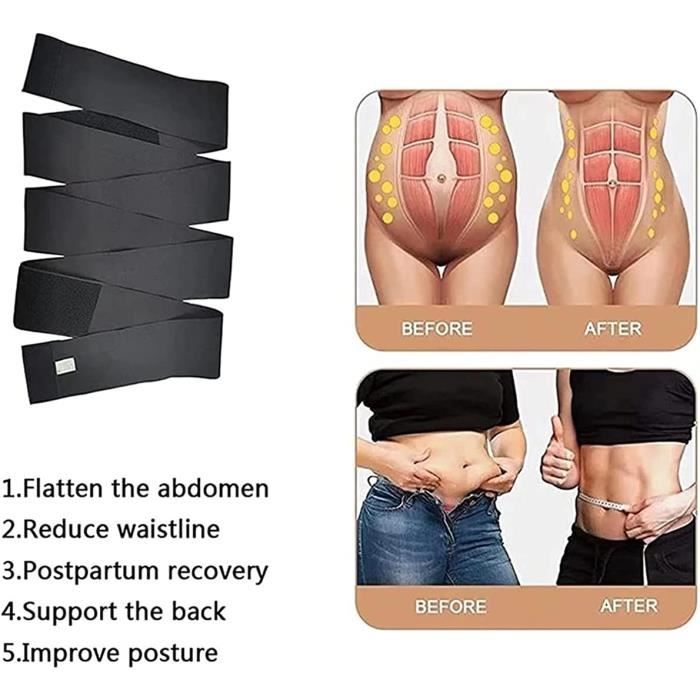 BEFORE
AFTER
BEFORE
AFTER
1.Flatten the abdomen
2.Reduce waistline
3.Postpartum recovery
4.Support the back
5.Improve posture